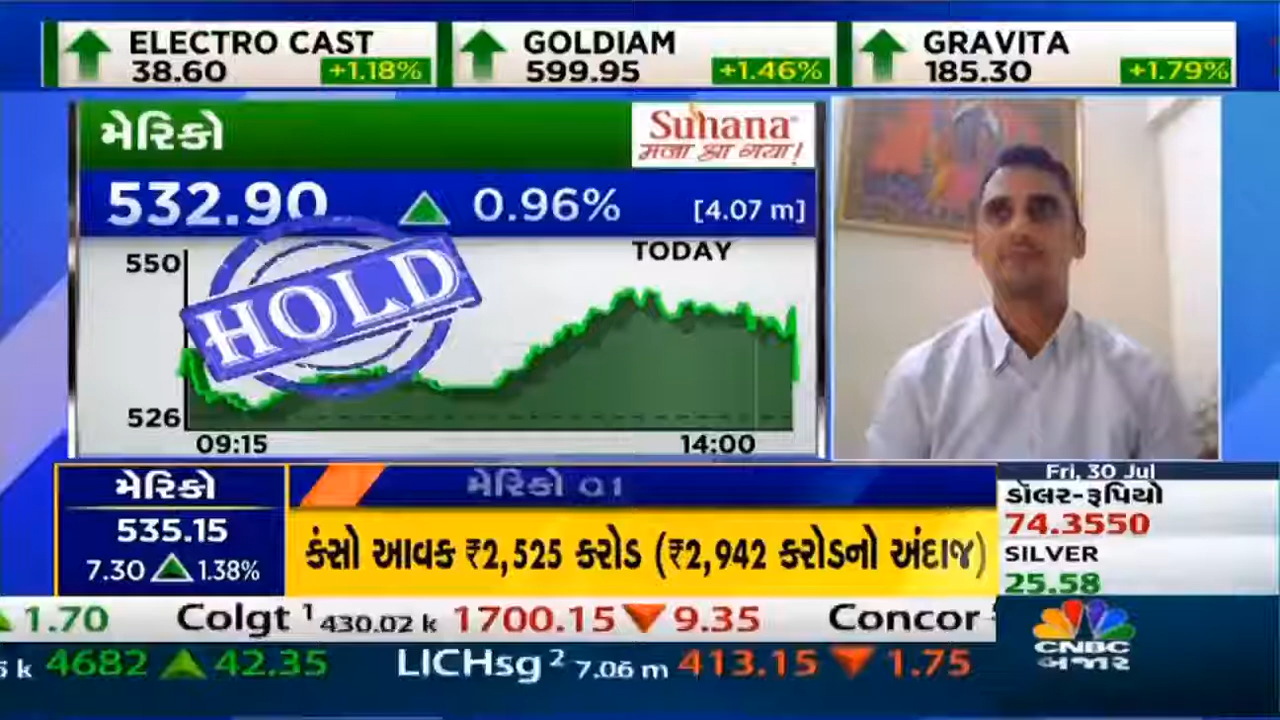 ELECTRO CAST
38.60 +1.18%
GOLDIAM
599.95 +1.46%
GRAVITA
185.30 +1.79%
મેરિકો
Suhana
मजा आ गया!
532.90 0.96% [4.07 m]
TODAY
HOLD
550
526
09:15 14:00
મેરિકો
535.15
7.30 1.38%
મેરિકો Q1
કંસો આવક ₹2,525 કરોડ (₹2,942 કરોડનો અંદાજ)
Fri, 30 Jul
ડૉલર-રૂપિયો
74.3550
SILVER
25.58
1.70 Colgt 1 430.02 k 1700.15 9.35 Concor
k 4682 42.35 LICHsg 2 7.06 m 413.15 1.75
CNBC
બજાર